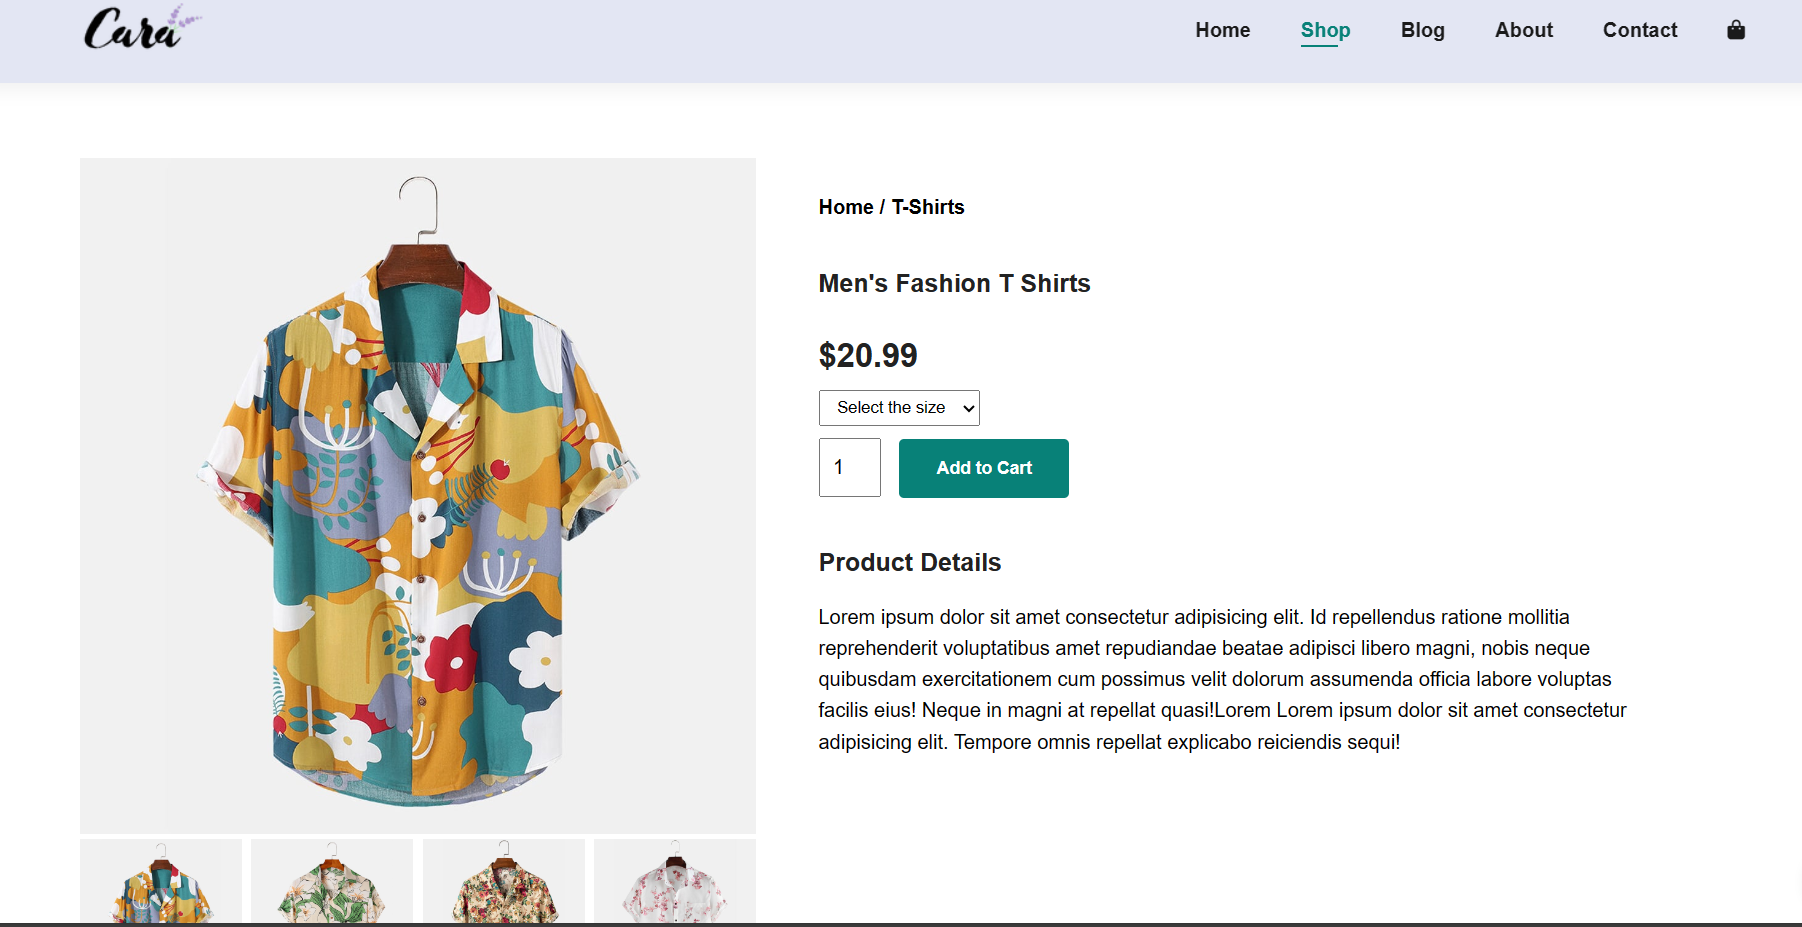 Cara
Home Shop Blog About Contact
Home / T-Shirts
Men's Fashion T Shirts
$20.99
Select the size
1
Add to Cart
Product Details
Lorem ipsum dolor sit amet consectetur adipisicing elit. Id repellendus ratione mollitia
reprehenderit voluptatibus amet repudiandae beatae adipisci libero magni, nobis neque
quibusdam exercitationem cum possimus velit dolorum assumenda officia labore voluptas
facilis eius! Neque in magni at repellat quasi!Lorem Lorem ipsum dolor sit amet consectetur
adipisicing elit. Tempore omnis repellat explicabo reiciendis sequi!